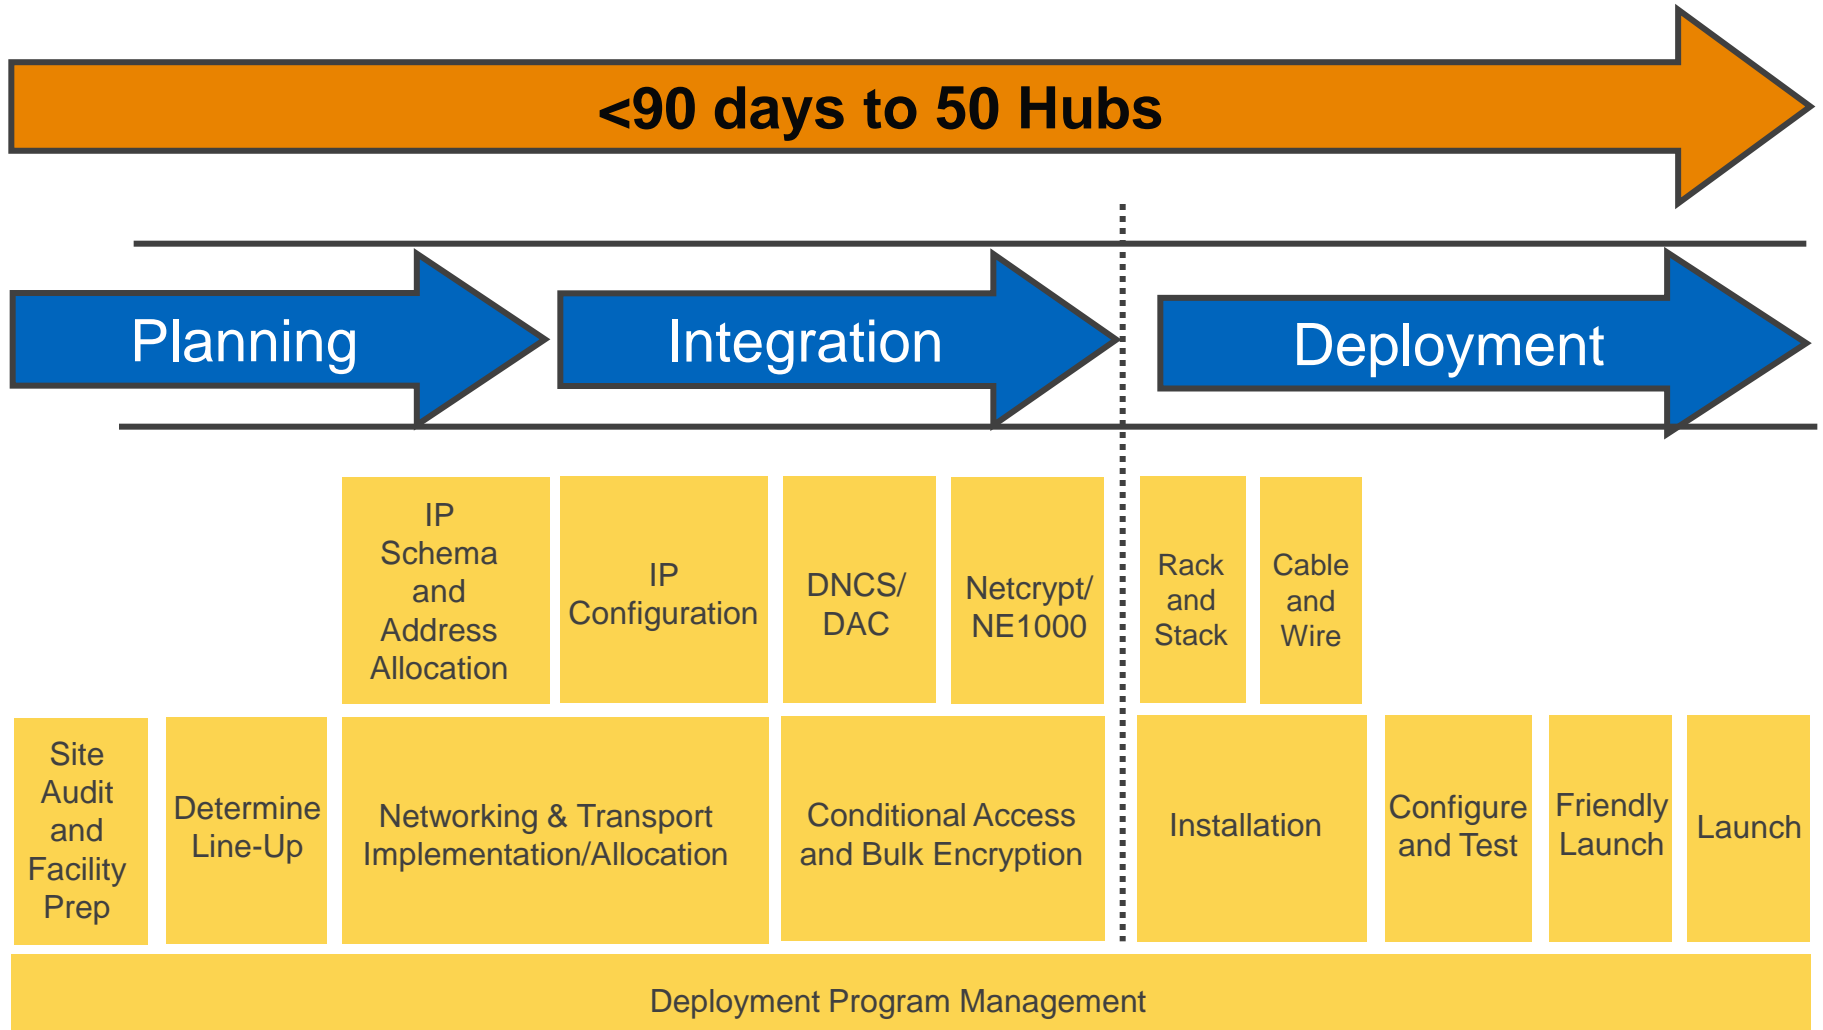 <90 days to 50 Hubs
Planning
Integration
Deployment
IP
Schema
and
Address
Allocation
IP
Configuration
DNCS/
DAC
Netcrypt/
NE1000
Rack
and
Stack
Cable
and
Wire
Site
Audit
and
Facility
Prep
Determine
Line-Up
Networking & Transport
Implementation/Allocation
Conditional Access
and Bulk Encryption
Installation
Configure
and Test
Friendly
Launch
Launch
Deployment Program Management